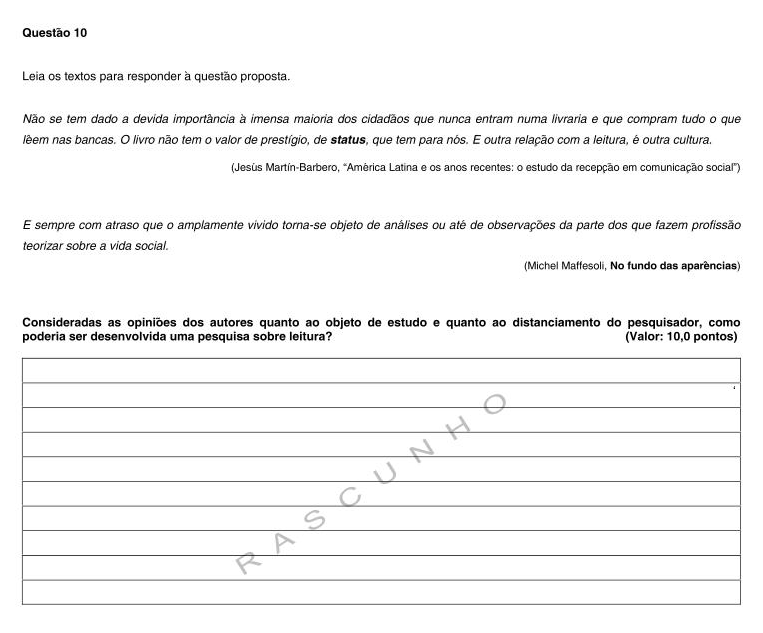 Questão 10
Leia os textos para responder à questão proposta.
Não se tem dado a devida importância à imensa maioria dos cidadãos que nunca entram numa livraria e que compram tudo o que
lêem nas bancas. O livro não tem o valor de prestígio, de status, que tem para nós. E outra relação com a leitura, é outra cultura.
(Jesús Martín-Barbero, “América Latina e os anos recentes: o estudo da recepção em comunicação social”)
E sempre com atraso que o amplamente vivido torna-se objeto de análises ou até de observações da parte dos que fazem profissão
teorizar sobre a vida social.
(Michel Maffesoli, No fundo das aparências)
Consideradas as opiniões dos autores quanto ao objeto de estudo e quanto ao distanciamento do pesquisador, como
poderia ser desenvolvida uma pesquisa sobre leitura? (Valor: 10,0 pontos)
RASCUNHO